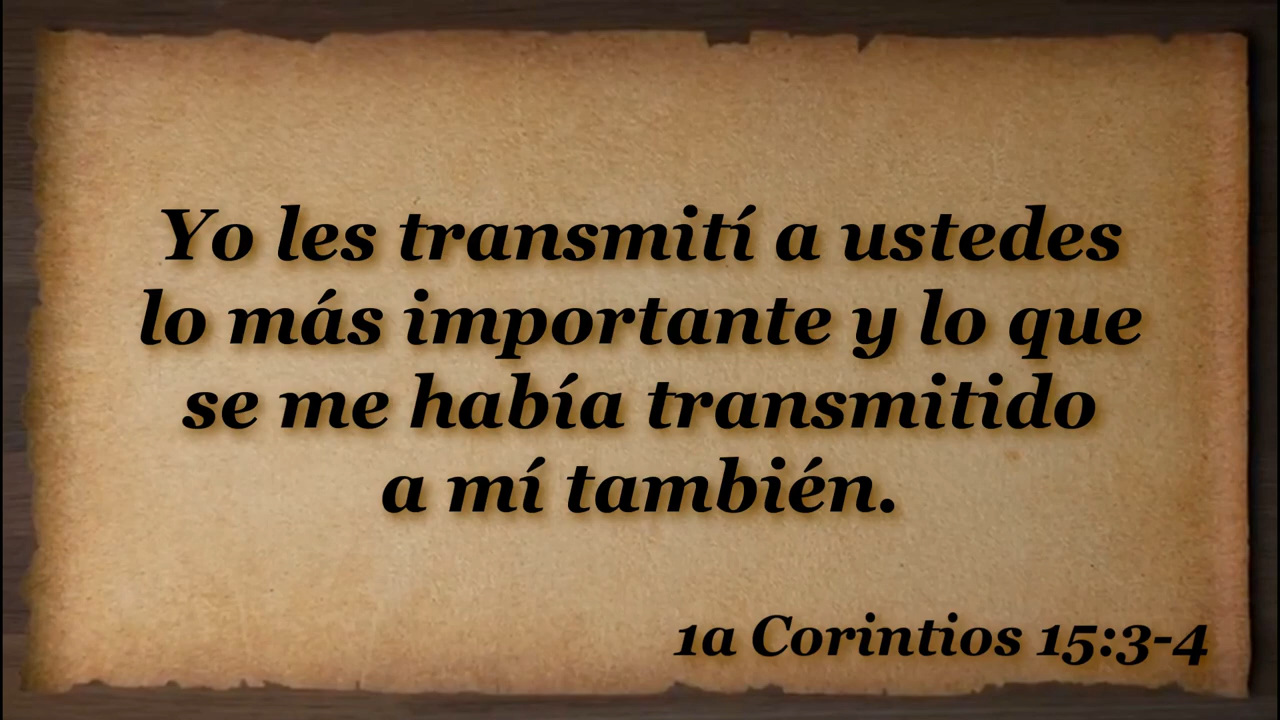 Yo les transmití a ustedes
lo más importante y lo que
se me había transmitido
a mí también.
1a Corintios 15:3-4